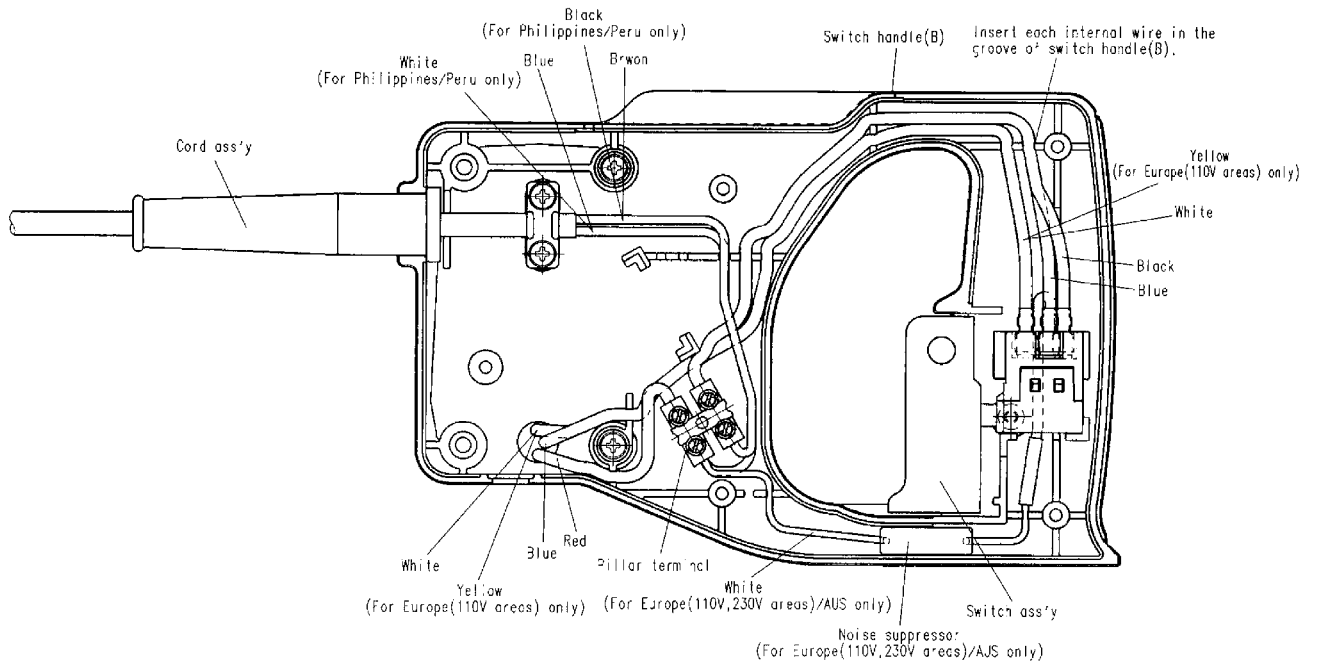 Black
(For Philippines/Peru only)
White
(For Philippines/Peru only)
Blue
Brwon
Switch handle(B)
Insert each internal wire in the
groove of switch handle(B).
Cord ass'y
Yellow
(For Europe(110V areas) only)
White
Black
Blue
White
Yellow
(For Europe(110V areas) only)
Blue
Red
Pillar terminal
White
(For Europe(110V,230V areas)/AUS only)
Switch ass'y
Noise suppressor
(For Europe(110V,230V areas)/AUS only)